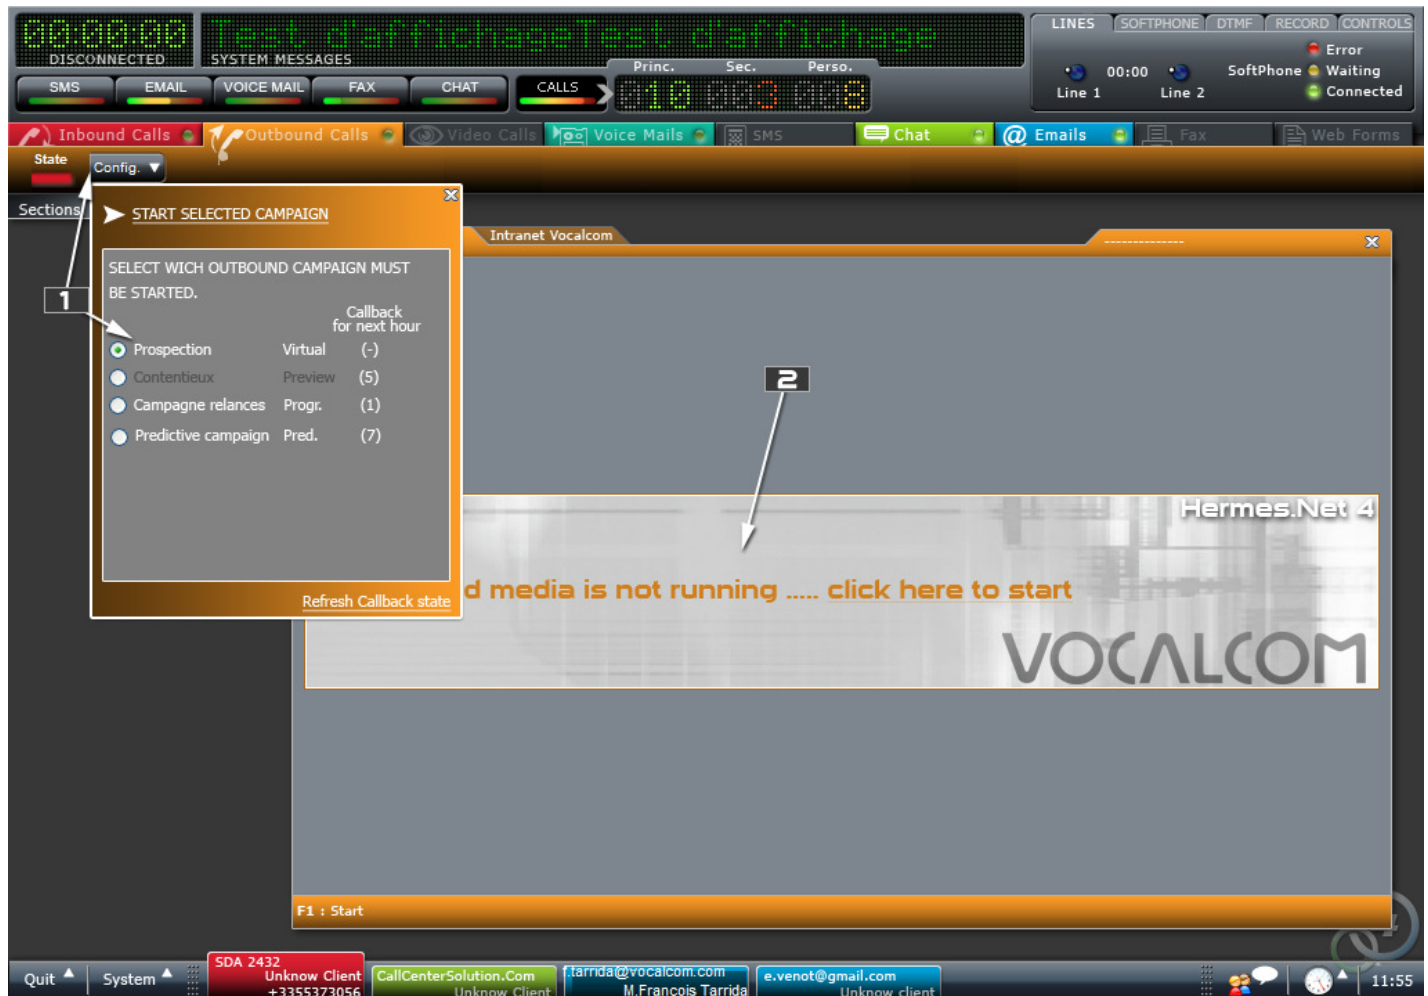 00:00:00
DISCONNECTED
Test d'affichageTest d'affichage
SYSTEM MESSAGES
SMS EMAIL VOICE MAIL FAX CHAT CALLS
Princ. Sec. Perso.
010 003 008
LINES SOFTPHONE DTMF RECORD CONTROLS
Error
00:00 SoftPhone Waiting
Line 1 Line 2 Connected
Inbound Calls Outbound Calls Video Calls Voice Mails SMS Chat @ Emails Fax Web Forms
State
Config.
Sections
START SELECTED CAMPAIGN
SELECT WICH OUTBOUND CAMPAIGN MUST
BE STARTED.
Callback
for next hour
Prospection Virtual (-)
Contentieux Preview (5)
Campagne relances Progr. (1)
Predictive campaign Pred. (7)
Refresh Callback state
1
Intranet Vocalcom
--------------
2
Hermes.Net 4
d media is not running ..... click here to start
VOCALCOM
F1 : Start
Quit System
SDA 2432
Unknow Client
+3355373056
CallCenterSolution.Com
Unknow Client
f.tarrida@vocalcom.com
M.Francois Tarrida
e.venot@gmail.com
Unknow client
11:55